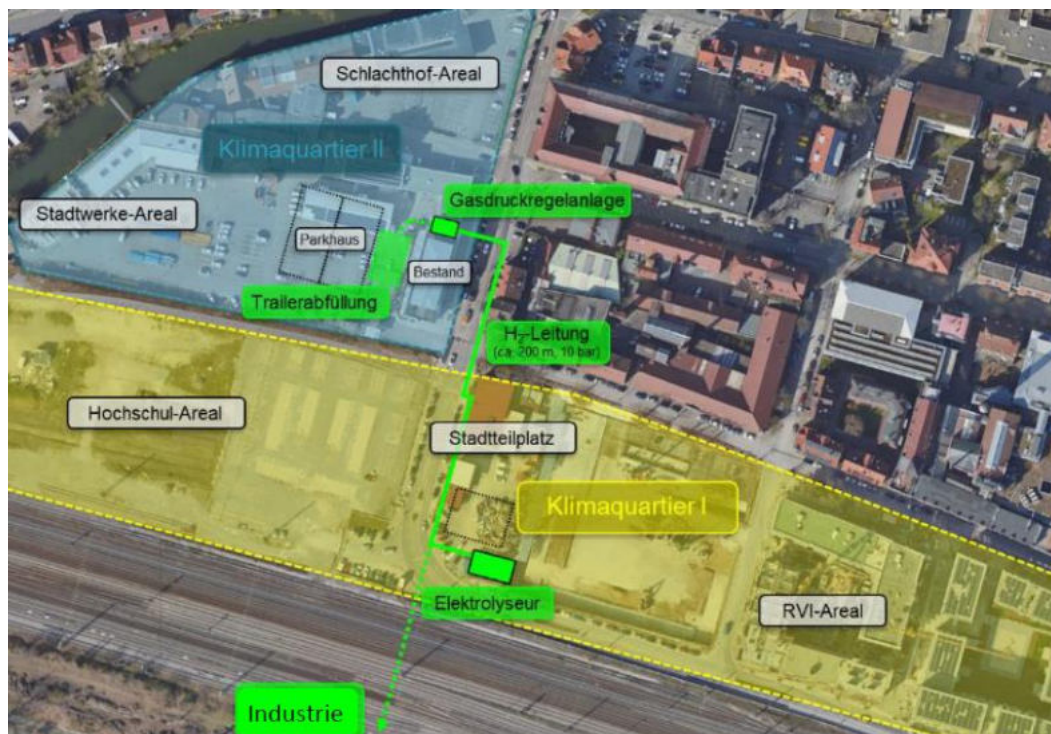 Schlachthof-Areal
Klimaquartier II
Gasdruckregelanlage
Stadtwerke-Areal
Parkhaus
Bestand
Trailerabfüllung
H₂-Leitung
(ca. 200 m, 10 bar)
Hochschul-Areal
Stadtteilplatz
Klimaquartier I
Elektrolyseur
RVI-Areal
Industrie